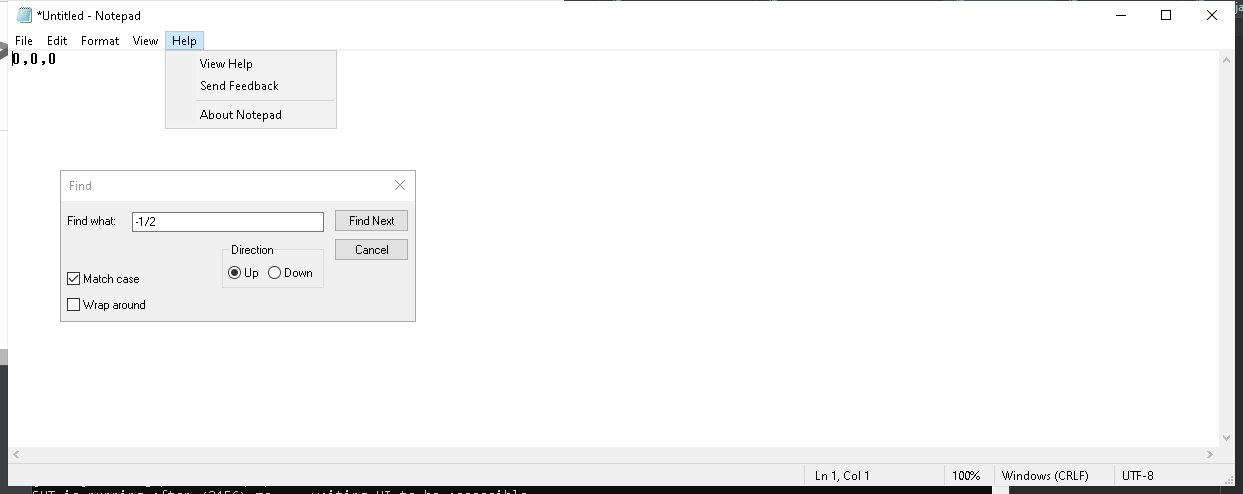 *Untitled - Notepad
File Edit Format View Help
0,0,0
View Help
Send Feedback
About Notepad
Find
Find what: -1/2 Find Next
Direction Cancel
Up Down
Match case
Wrap around
Ln 1, Col 1 100% Windows (CRLF) UTF-8